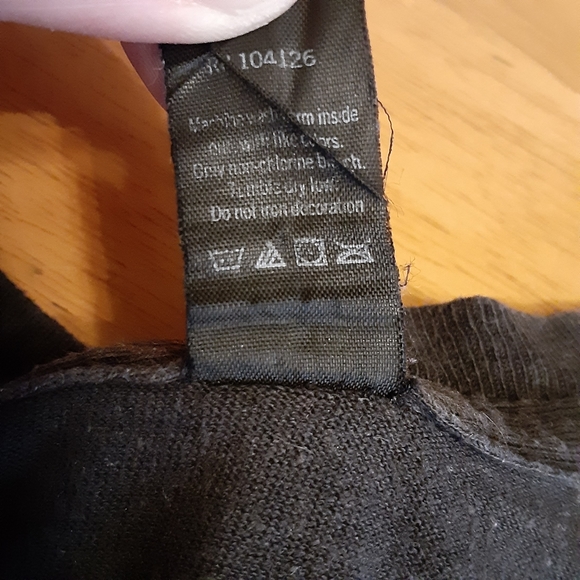 RN 104126
Machine wash warm inside
out with like colors.
Only non-chlorine bleach.
Tumble dry low.
Do not iron decoration